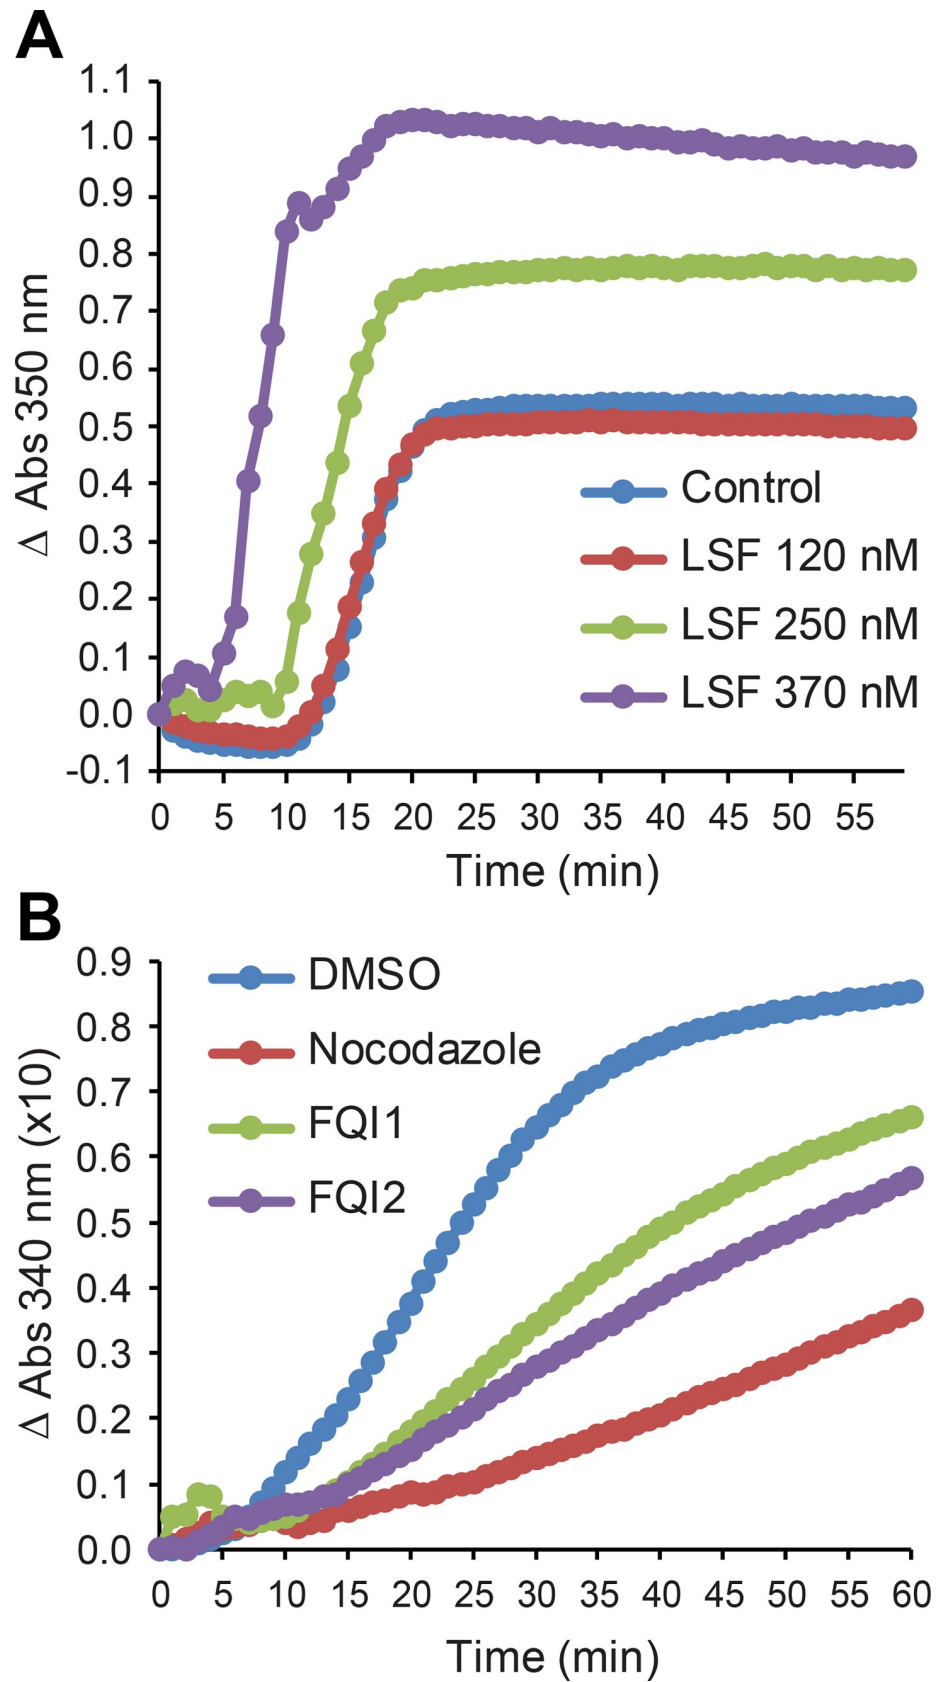 A
Δ Abs 350 nm
1.1
1.0
0.9
0.8
0.7
0.6
0.5
0.4
0.3
0.2
0.1
0.0
-0.1
Control
LSF 120 nM
LSF 250 nM
LSF 370 nM
0 5 10 15 20 25 30 35 40 45 50 55
Time (min)
B
Δ Abs 340 nm (x10)
0.9
0.8
0.7
0.6
0.5
0.4
0.3
0.2
0.1
0.0
DMSO
Nocodazole
FQI1
FQI2
0 5 10 15 20 25 30 35 40 45 50 55 60
Time (min)